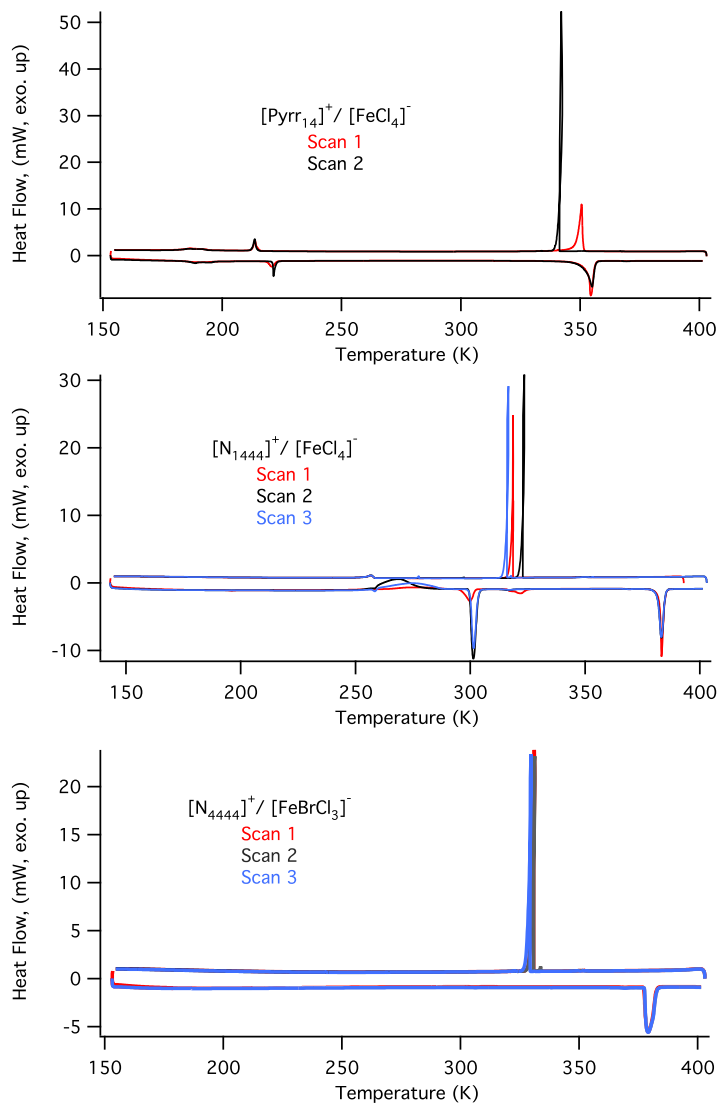 50
40
30
20
10
0
Heat Flow, (mW, exo. up)
[Pyrr₁₄]⁺/ [FeCl₄]⁻
Scan 1
Scan 2
150 200 250 300 350 400
Temperature (K)
30
20
10
0
-10
Heat Flow, (mW, exo. up)
[N₁₄₄₄]⁺/ [FeCl₄]⁻
Scan 1
Scan 2
Scan 3
150 200 250 300 350 400
Temperature (K)
20
15
10
5
0
-5
Heat Flow, (mW, exo. up)
[N₄₄₄₄]⁺/ [FeBrCl₃]⁻
Scan 1
Scan 2
Scan 3
150 200 250 300 350 400
Temperature (K)